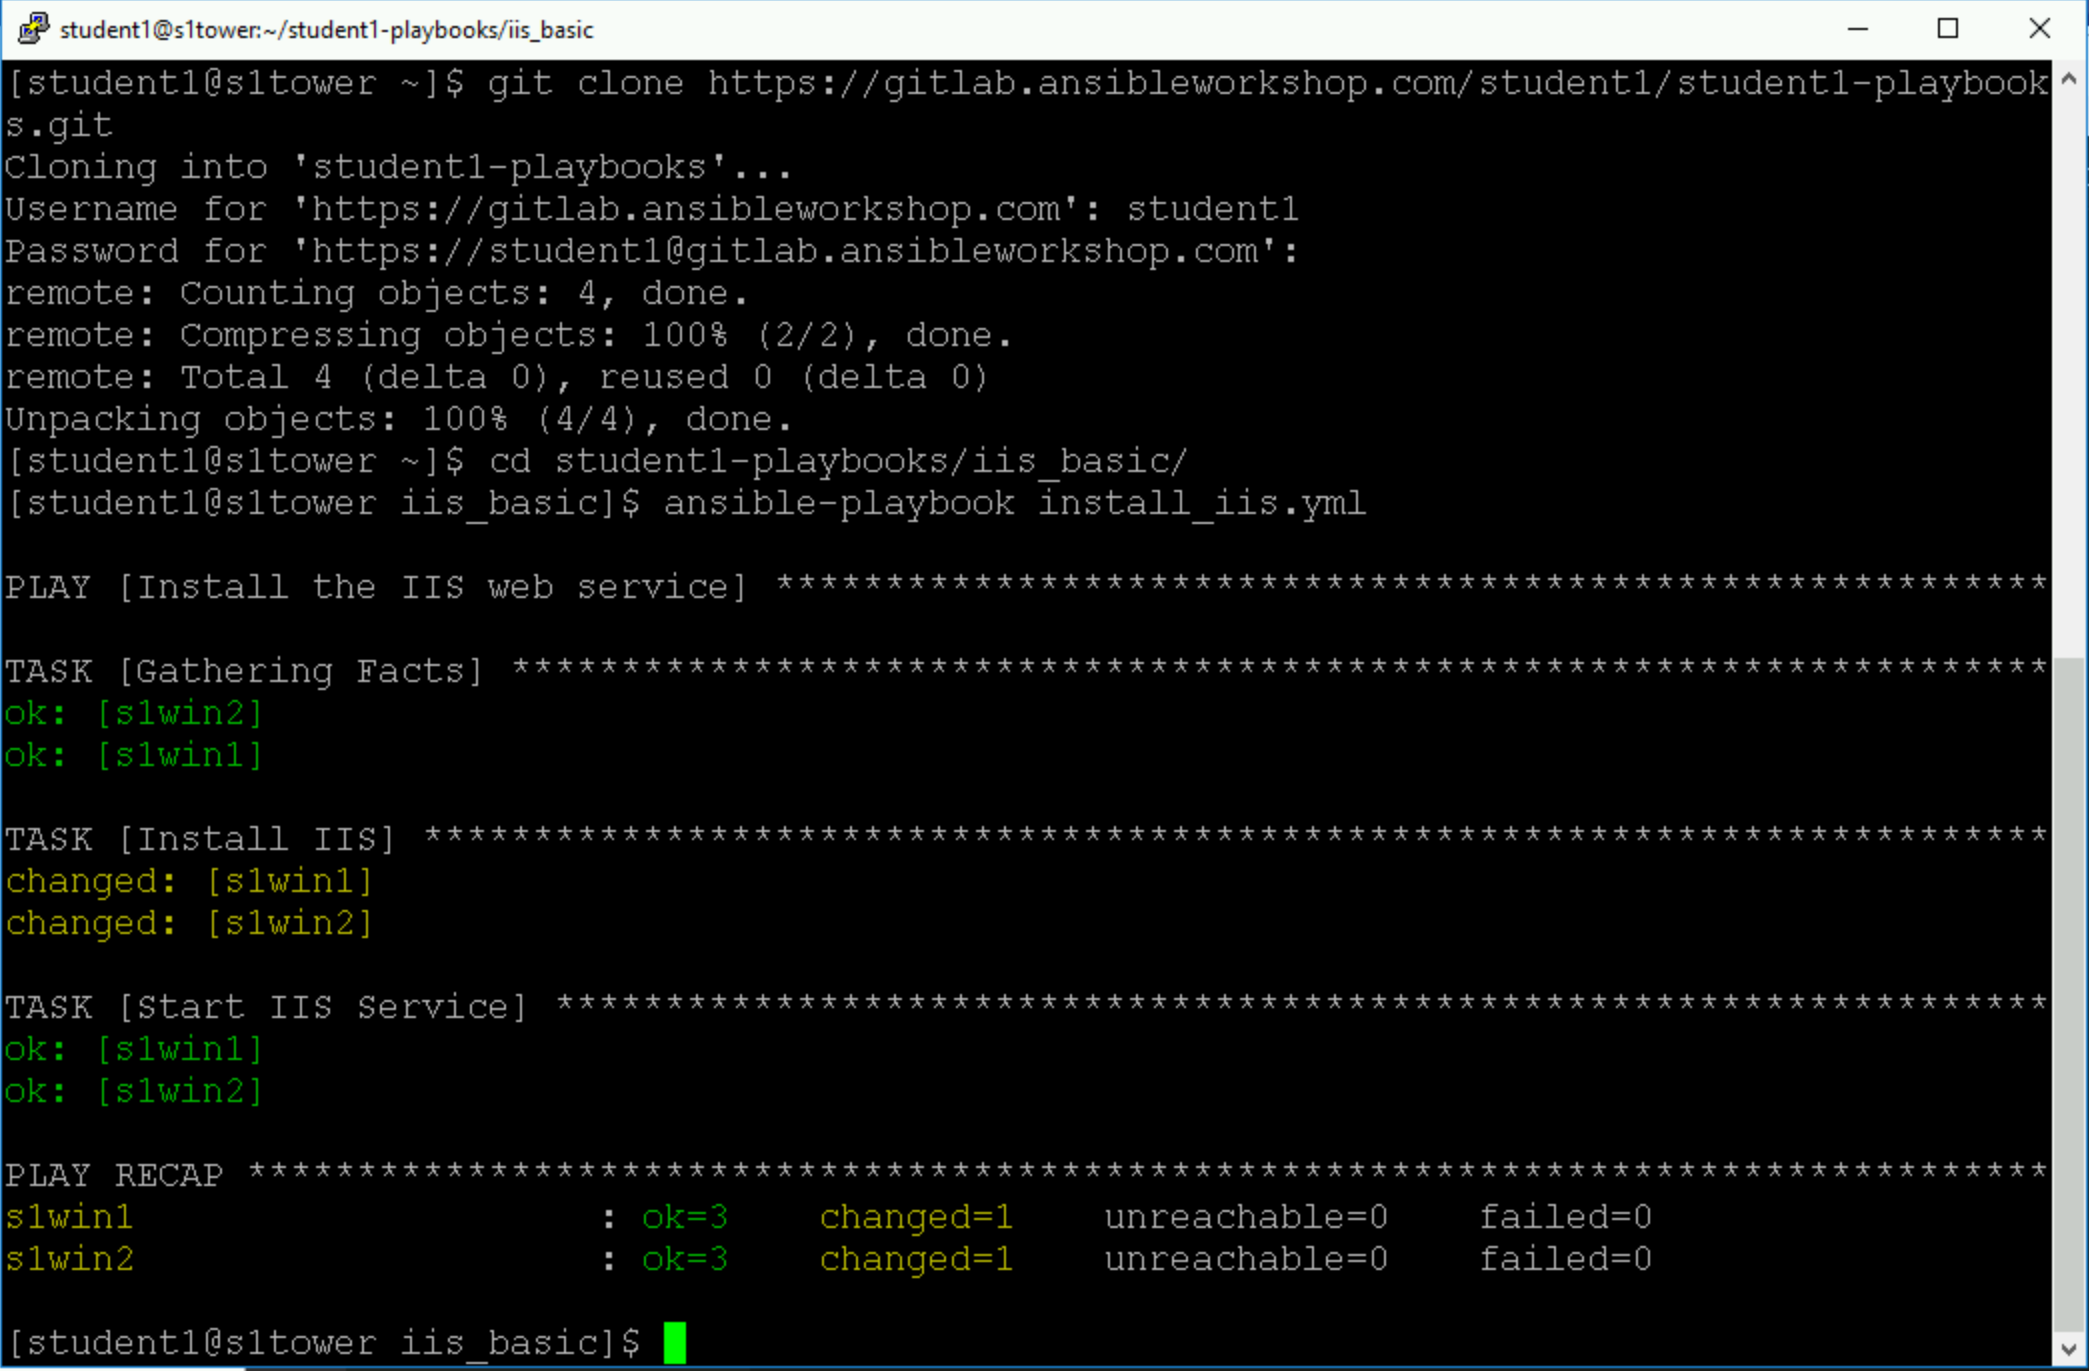 student1@s1tower:~/student1-playbooks/iis_basic
[student1@s1tower ~]$ git clone https://gitlab.ansibleworkshop.com/student1/student1-playbook
s.git
Cloning into 'student1-playbooks'...
Username for 'https://gitlab.ansibleworkshop.com': student1
Password for 'https://student1@gitlab.ansibleworkshop.com':
remote: Counting objects: 4, done.
remote: Compressing objects: 100% (2/2), done.
remote: Total 4 (delta 0), reused 0 (delta 0)
Unpacking objects: 100% (4/4), done.
[student1@s1tower ~]$ cd student1-playbooks/iis_basic/
[student1@s1tower iis_basic]$ ansible-playbook install_iis.yml
PLAY [Install the IIS web service] **********************************************************
TASK [Gathering Facts] **********************************************************************
ok: [s1win2]
ok: [s1win1]
TASK [Install IIS] **************************************************************************
changed: [s1win1]
changed: [s1win2]
TASK [Start IIS Service] ********************************************************************
ok: [s1win1]
ok: [s1win2]
PLAY RECAP **********************************************************************************
s1win1                     : ok=3    changed=1    unreachable=0    failed=0
s1win2                     : ok=3    changed=1    unreachable=0    failed=0
[student1@s1tower iis_basic]$